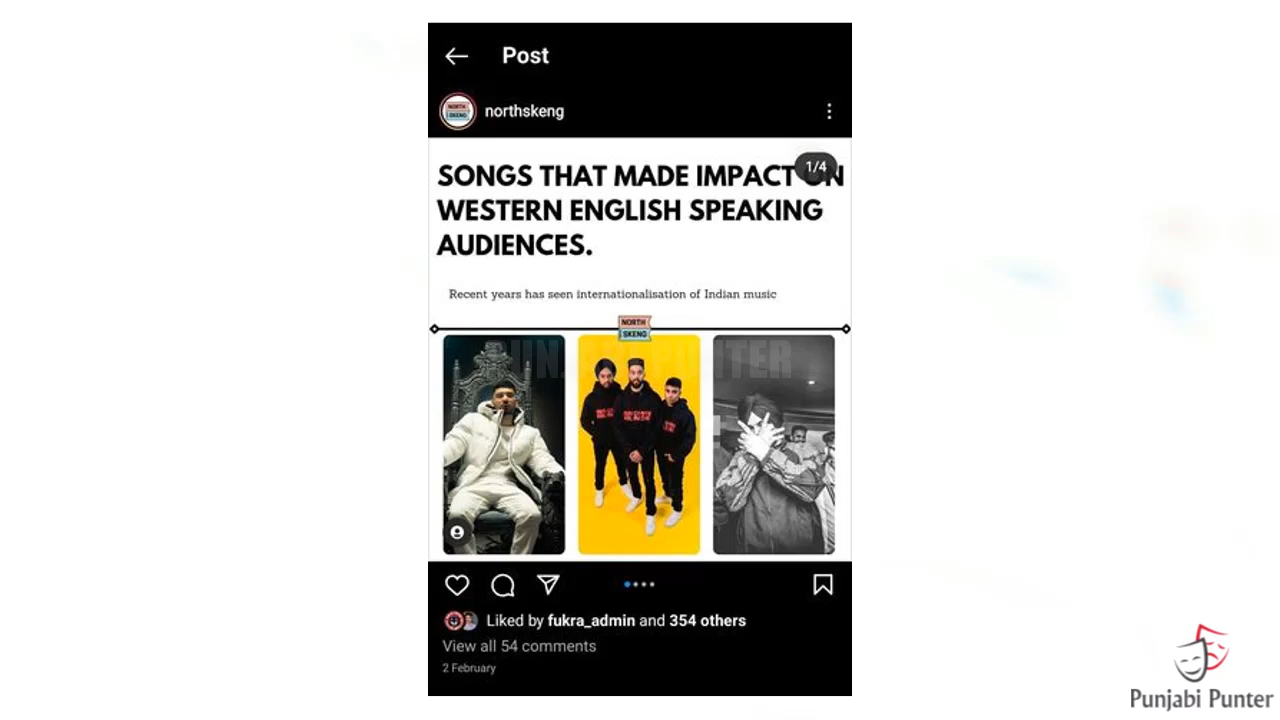 Post
northskeng
1/4
SONGS THAT MADE IMPACT ON
WESTERN ENGLISH SPEAKING
AUDIENCES.
Recent years has seen internationalisation of Indian music
NORTH
SKENG
Liked by fukra_admin and 354 others
View all 54 comments
2 February
Punjabi Punter